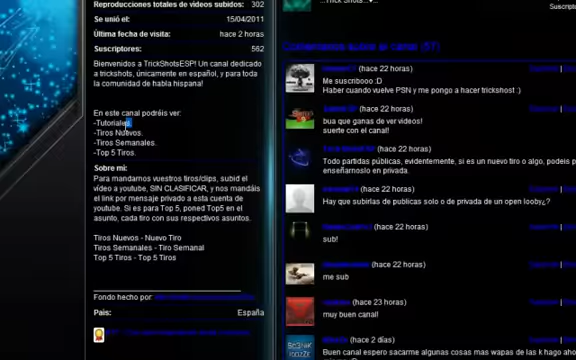 ...Trick Shots...
Reproducciones totales de vídeos subidos: 302
Se unió el: 15/04/2011
Última fecha de visita: hace 2 horas
Suscriptores: 562
Bienvenidos a TrickShotsESP! Un canal dedicado
a trickshots, únicamente en español, y para toda
la comunidad de habla hispana!
En este canal podréis ver:
-Tutoriales.
-Tiros Nuevos.
-Tiros Semanales.
-Top 5 Tiros.
Sobre mí:
Para mandarnos vuestros tiros/clips, subid el
vídeo a youtube, SIN CLASIFICAR, y nos mandáis
el link por mensaje privado a esta cuenta de
youtube. Si es para Top 5, poned Top5 en el
asunto, cada tiro con sus respectivos asuntos.
Tiros Nuevos - Nuevo Tiro
Tiros Semanales - Tiro Semanal
Top 5 Tiros - Top 5 Tiros
Fondo hecho por:
País: España
Comentarios sobre el canal (57)
(hace 22 horas)
Me suscribooo :D
Haber cuando vuelve PSN y me pongo a hacer trickshost :)
(hace 22 horas)
bua que ganas de ver videos!
suerte con el canal!
(hace 22 horas)
Todo partidas públicas, evidentemente, si es un nuevo tiro o algo, podeis
enseñarnoslo en privada.
(hace 22 horas)
Hay que subirlas de publicas solo o de privada de un open looby¿?
(hace 22 horas)
sub!
(hace 22 horas)
me sub
(hace 23 horas)
muy buen canal!
(hace 2 días)
Buen canal espero sacarme algunas cosas mas wapas de las k hago